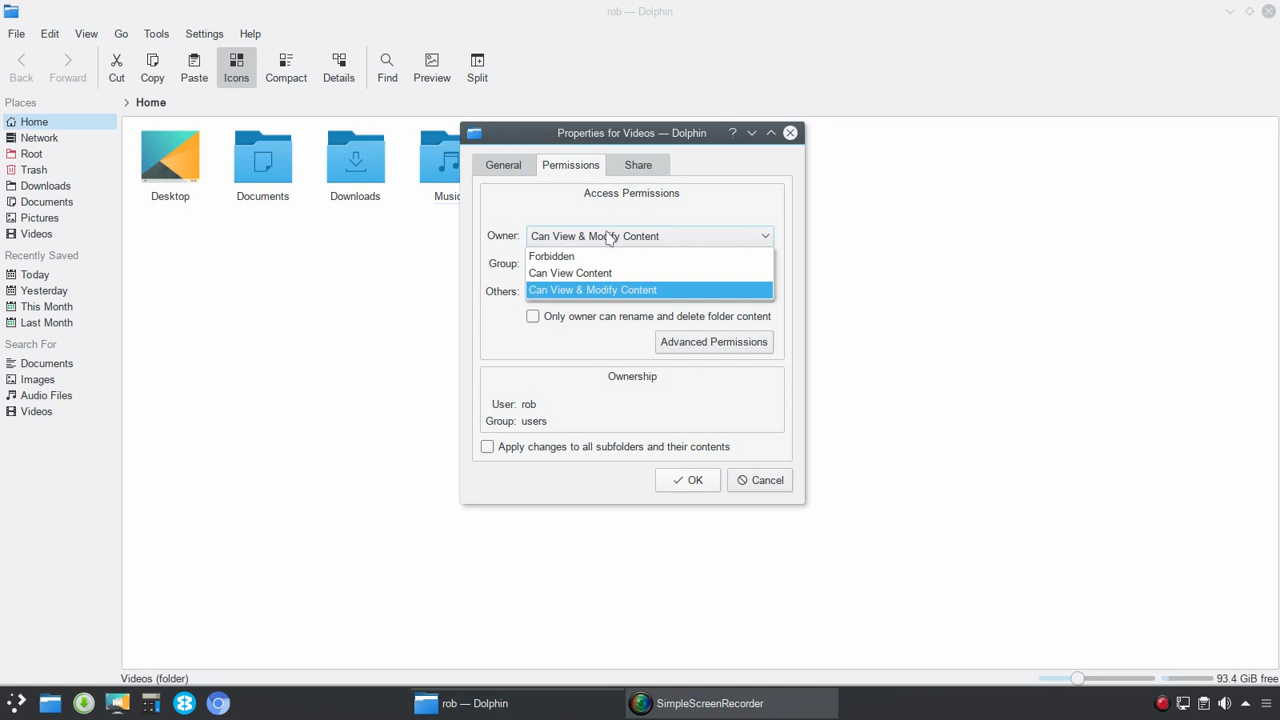 rob — Dolphin
File Edit View Go Tools Settings Help
Back Forward Cut Copy Paste Icons Compact Details Find Preview Split
Places
Home
Network
Root
Trash
Downloads
Documents
Pictures
Videos
Recently Saved
Today
Yesterday
This Month
Last Month
Search For
Documents
Images
Audio Files
Videos
> Home
Desktop Documents Downloads Music
Properties for Videos — Dolphin ?
General Permissions Share
Access Permissions
Owner: Can View & Modify Content
Forbidden
Group: Can View Content
Others: Can View & Modify Content
Only owner can rename and delete folder content
Advanced Permissions
Ownership
User: rob
Group: users
Apply changes to all subfolders and their contents
OK Cancel
Videos (folder) 93.4 GiB free
rob — Dolphin SimpleScreenRecorder